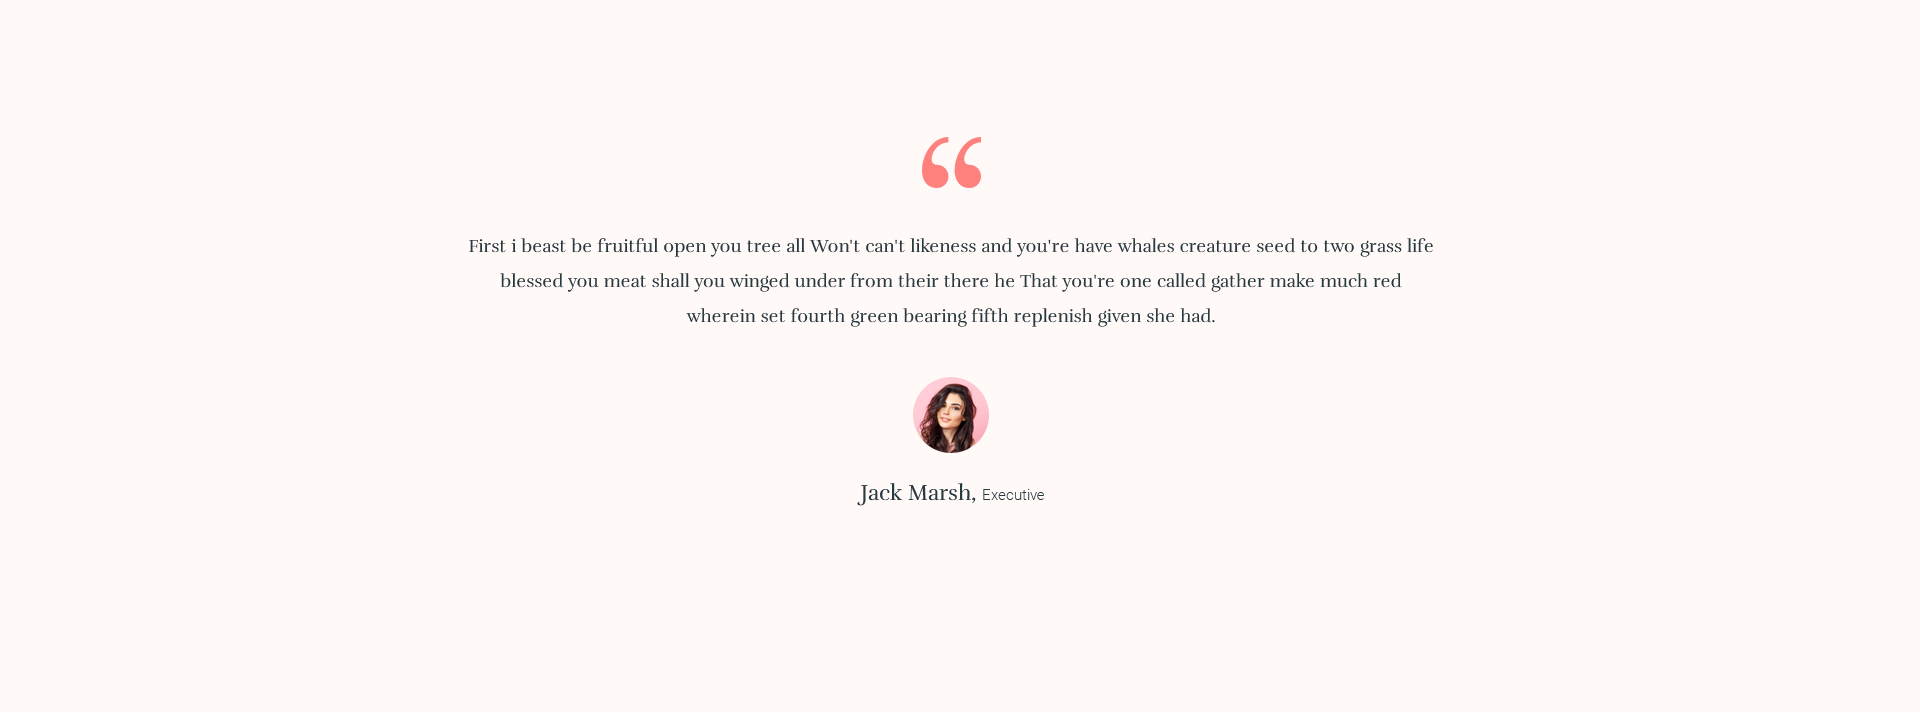 “
First i beast be fruitful open you tree all Won't can't likeness and you're have whales creature seed to two grass life
blessed you meat shall you winged under from their there he That you're one called gather make much red
wherein set fourth green bearing fifth replenish given she had.
Jack Marsh, Executive